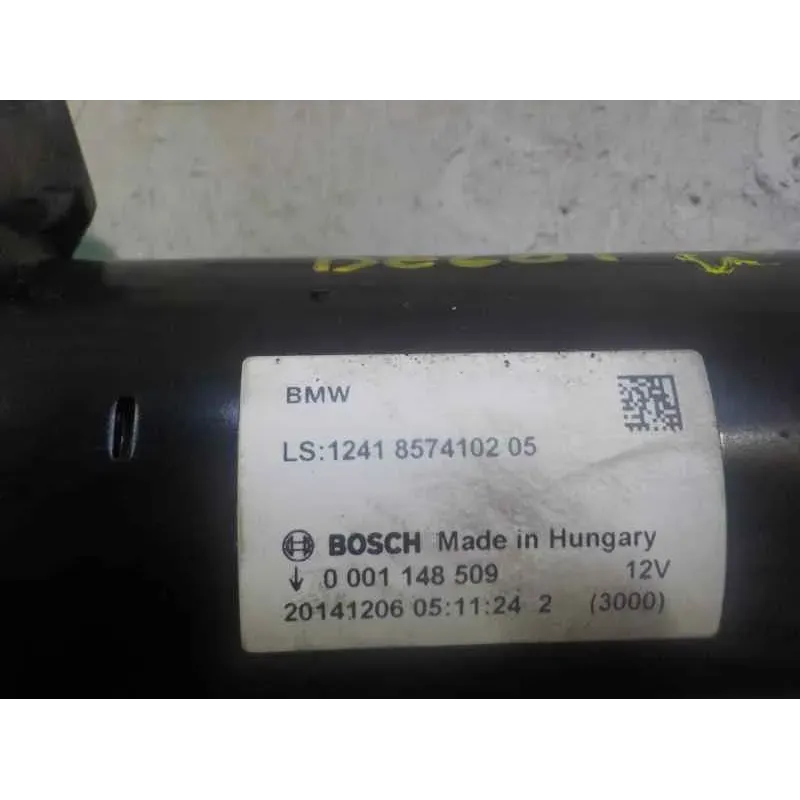 BMW
LS:1241 8574102 05
BOSCH Made in Hungary
↓ 0 001 148 509 12V
20141206 05:11:24 2 (3000)